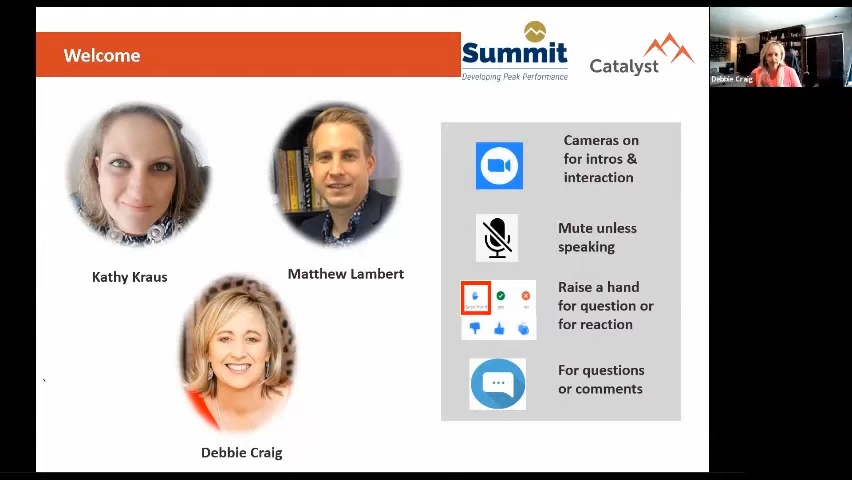 Welcome
Summit
Developing Peak Performance
Catalyst
Debbie Craig
Kathy Kraus
Matthew Lambert
Debbie Craig
Cameras on
for intros &
interaction
Mute unless
speaking
Raise a hand
for question or
for reaction
For questions
or comments